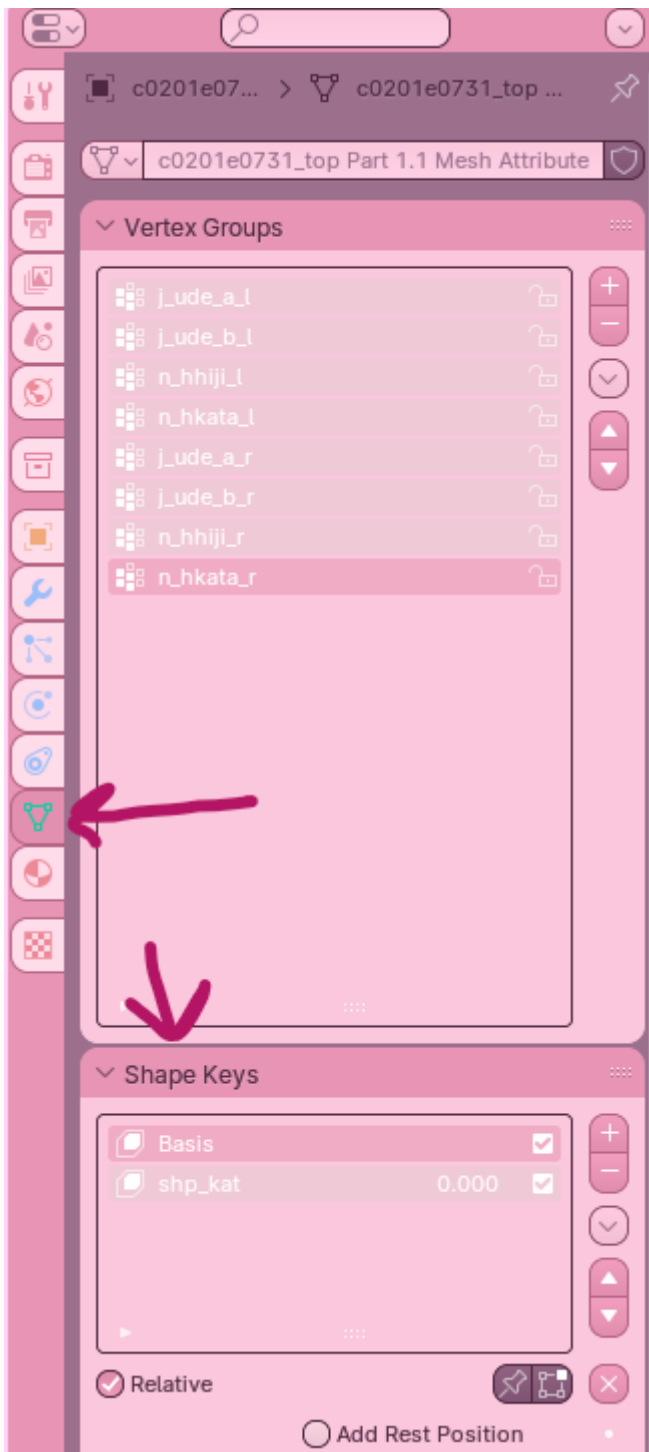 c0201e07... > c0201e0731_top ...
c0201e0731_top Part 1.1 Mesh Attribute
Vertex Groups
j_ude_a_l
j_ude_b_l
n_hhiji_l
n_hkata_l
j_ude_a_r
j_ude_b_r
n_hhiji_r
n_hkata_r
Shape Keys
Basis
shp_kat 0.000
Relative
Add Rest Position